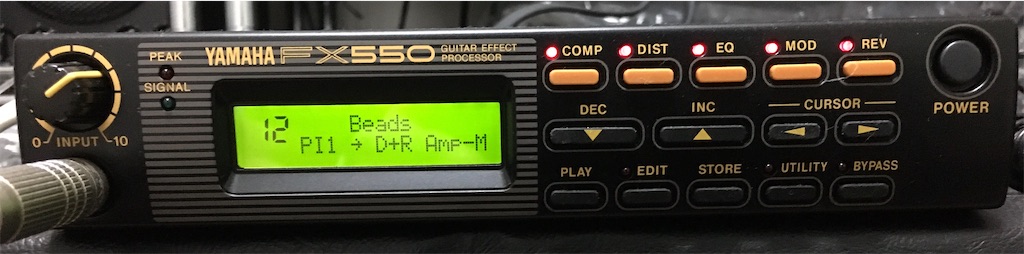 PEAK
SIGNAL
0 INPUT 10
YAMAHA FX550 GUITAR EFFECT
PROCESSOR
12 Beads
PI1 → D+R Amp-M
COMP DIST EQ MOD REV
DEC INC CURSOR
PLAY EDIT STORE UTILITY BYPASS
POWER